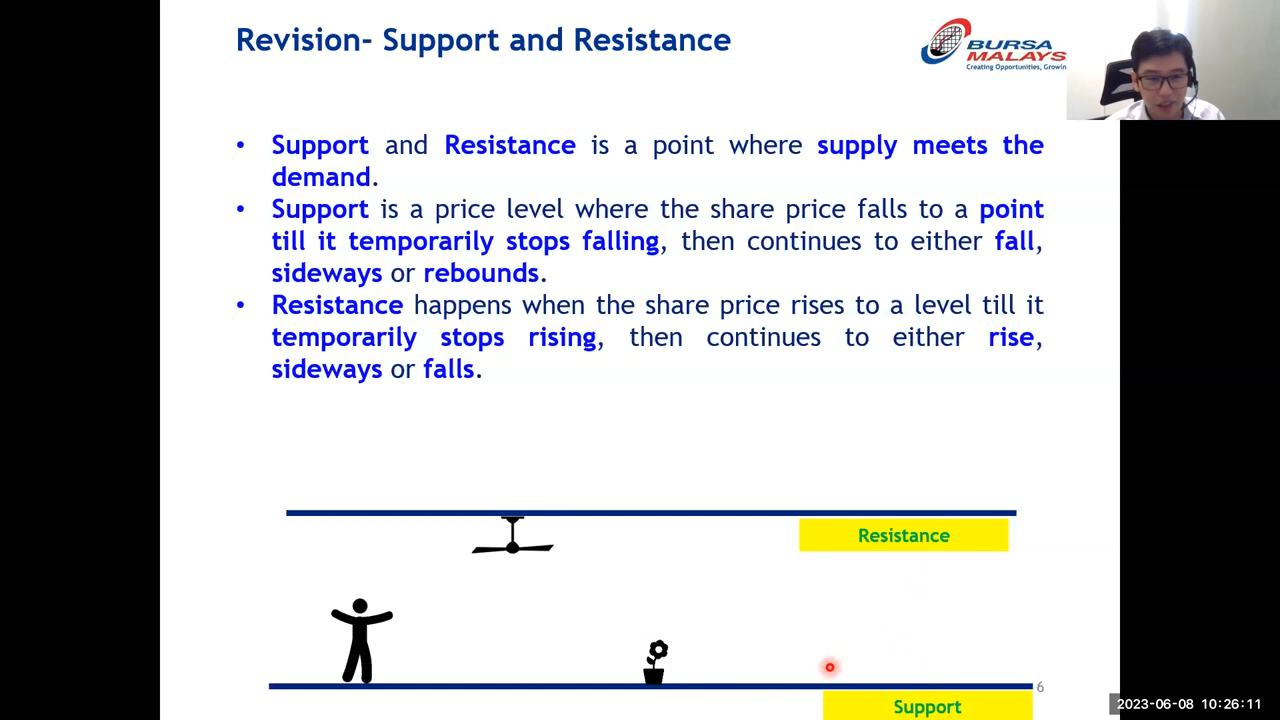 Revision- Support and Resistance
BURSA
MALAYS
Creating Opportunities, Growin
• Support and Resistance is a point where supply meets the
demand.
• Support is a price level where the share price falls to a point
till it temporarily stops falling, then continues to either fall,
sideways or rebounds.
• Resistance happens when the share price rises to a level till it
temporarily stops rising, then continues to either rise,
sideways or falls.
Resistance
Support
6
2023-06-08 10:26:11